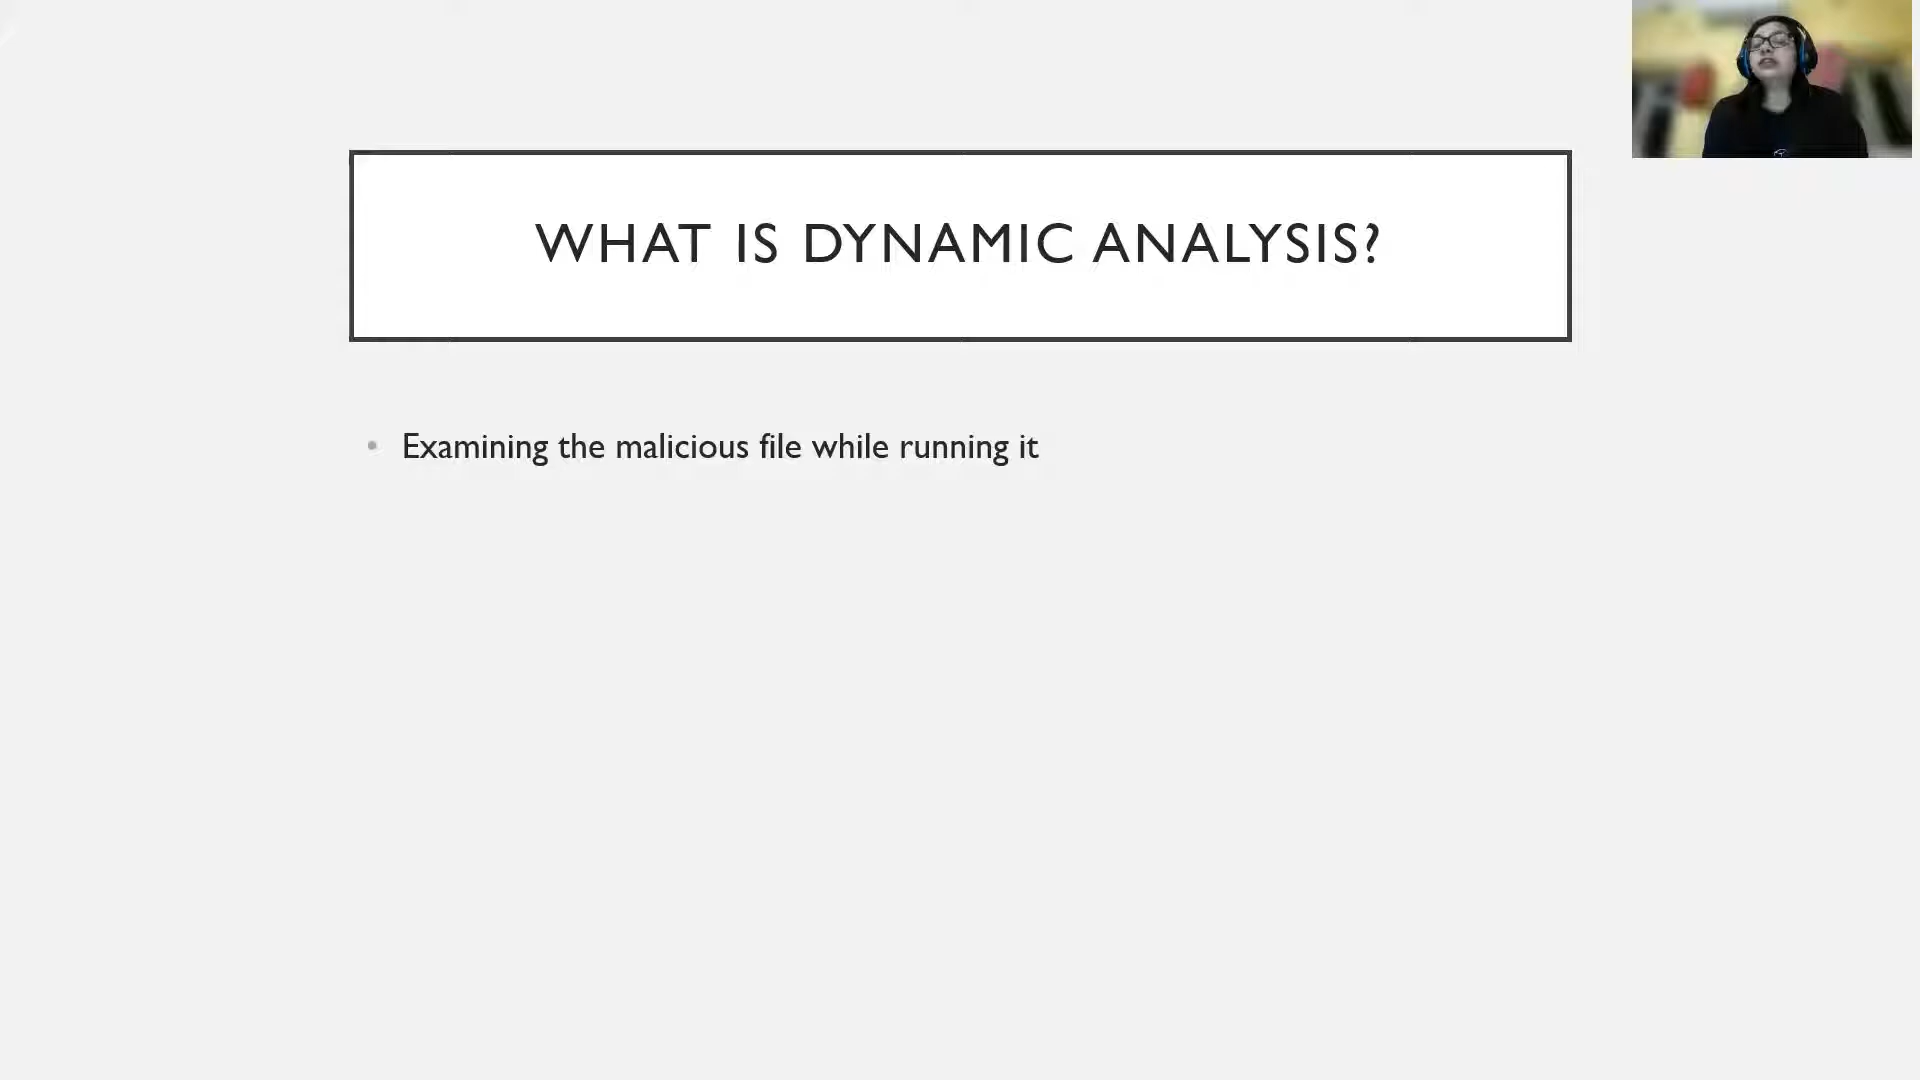 WHAT IS DYNAMIC ANALYSIS?
• Examining the malicious file while running it